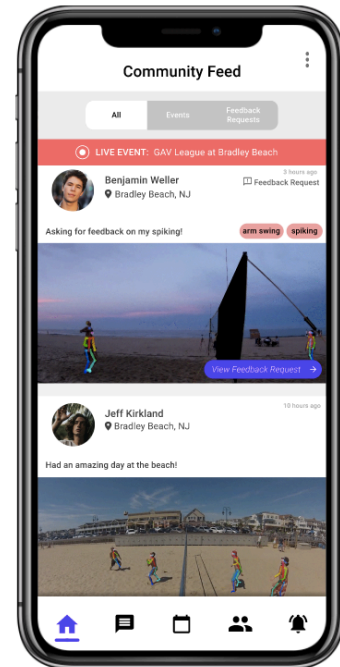 Community Feed
All
Events
Feedback
Requests
LIVE EVENT: GAV League at Bradley Beach
3 hours ago
Benjamin Weller
Feedback Request
Bradley Beach, NJ
Asking for feedback on my spiking!
arm swing
spiking
View Feedback Request →
10 hours ago
Jeff Kirkland
Bradley Beach, NJ
Had an amazing day at the beach!